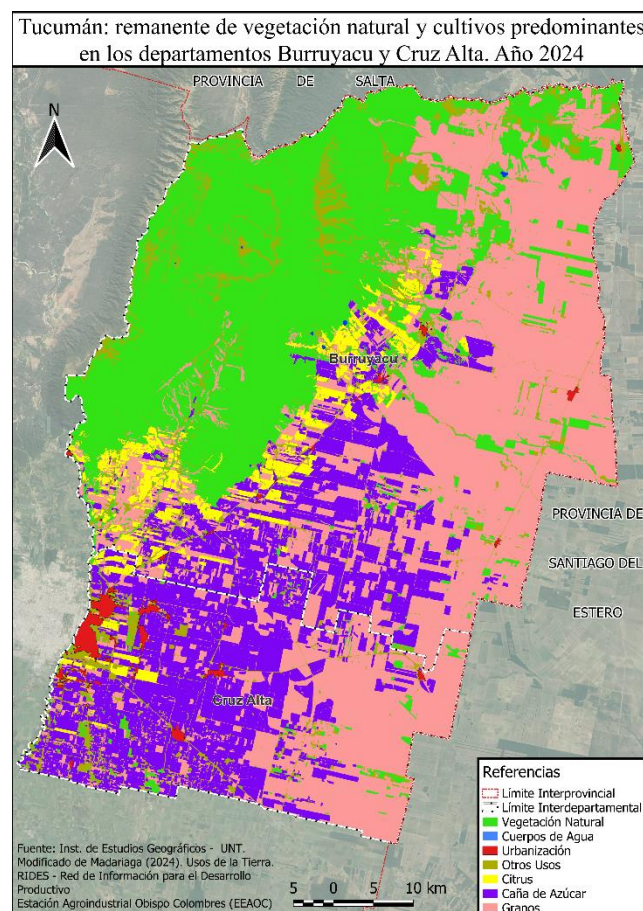 Tucumán: remanente de vegetación natural y cultivos predominantes
en los departamentos Burruyacu y Cruz Alta. Año 2024
PROVINCIA DE SALTA
N
Burruyacu
PROVINCIA DE
SANTIAGO DEL
ESTERO
Cruz Alta
Referencias
Límite Interprovincial
Límite Interdepartamental
Vegetación Natural
Cuerpos de Agua
Urbanización
Otros Usos
Citrus
Caña de Azúcar
Granos
Fuente: Inst. de Estudios Geográficos - UNT.
Modificado de Madariaga (2024). Usos de la Tierra.
RIDES - Red de Información para el Desarrollo
Productivo
Estación Agroindustrial Obispo Colombres (EEAOC)
5 0 5 10 km